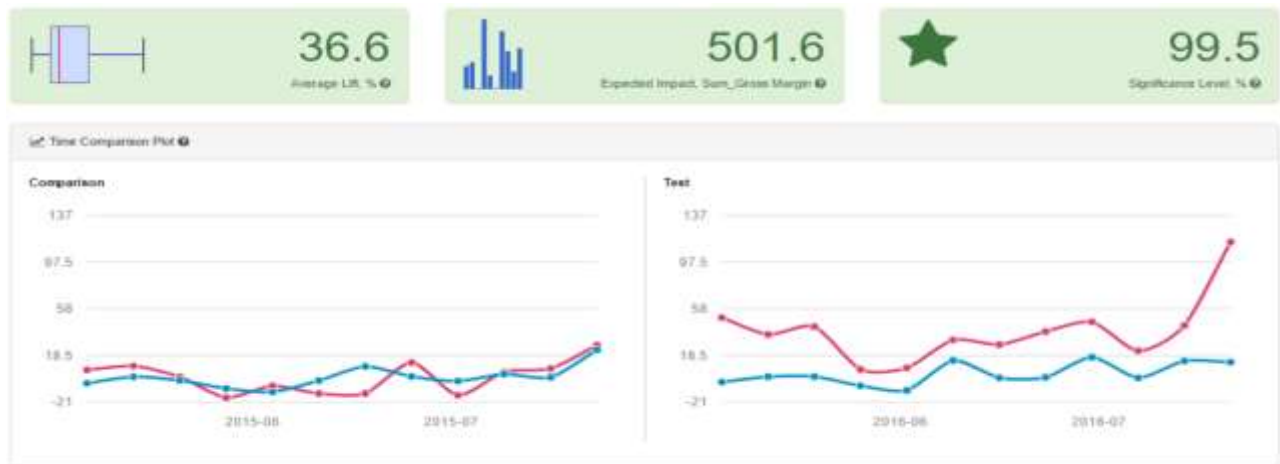 36.6
Average Lift, %
501.6
Expected Impact, Sum_Gross Margin
99.5
Significance Level, %
Time Comparison Plot
Comparison
137
97.5
58
18.5
-21
2015-06
2015-07
Test
137
97.5
58
18.5
-21
2016-06
2016-07